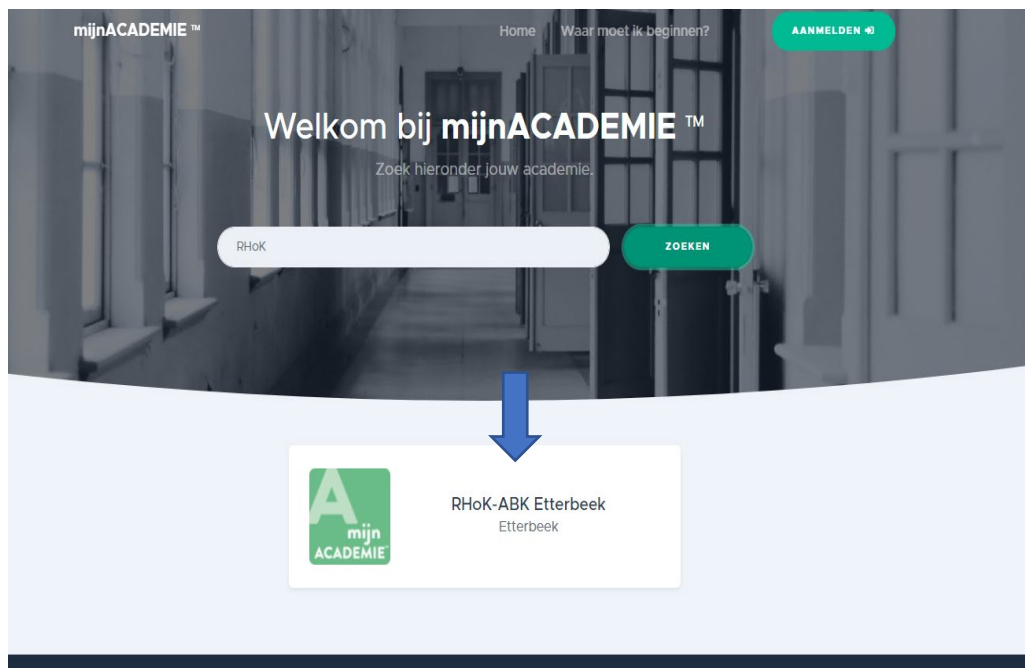 mijnACADEMIE ™
Home
Waar moet ik beginnen?
AANMELDEN
Welkom bij mijnACADEMIE ™
Zoek hieronder jouw academie.
RHoK
ZOEKEN
A
mijn
ACADEMIE™
RHoK-ABK Etterbeek
Etterbeek